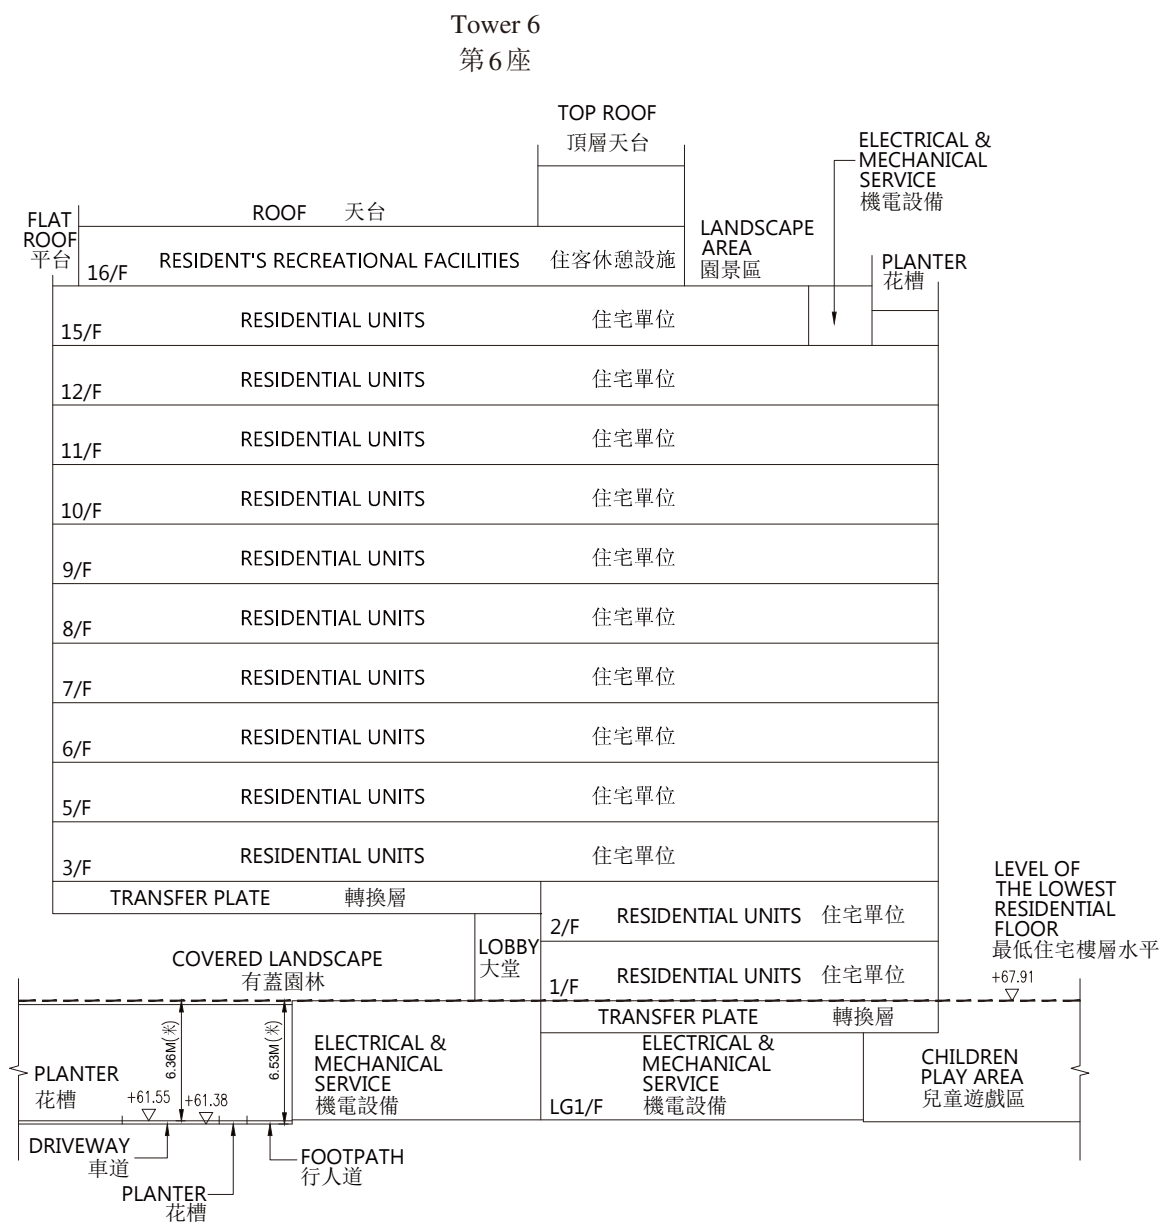 Tower 6
第6座
TOP ROOF
頂層天台
ELECTRICAL &
MECHANICAL
SERVICE
機電設備
FLAT
ROOF
平台
ROOF 天台
LANDSCAPE
AREA
園景區
PLANTER
花槽
16/F RESIDENT'S RECREATIONAL FACILITIES 住客休憩設施
15/F RESIDENTIAL UNITS 住宅單位
12/F RESIDENTIAL UNITS 住宅單位
11/F RESIDENTIAL UNITS 住宅單位
10/F RESIDENTIAL UNITS 住宅單位
9/F RESIDENTIAL UNITS 住宅單位
8/F RESIDENTIAL UNITS 住宅單位
7/F RESIDENTIAL UNITS 住宅單位
6/F RESIDENTIAL UNITS 住宅單位
5/F RESIDENTIAL UNITS 住宅單位
3/F RESIDENTIAL UNITS 住宅單位
TRANSFER PLATE 轉換層
2/F RESIDENTIAL UNITS 住宅單位
LEVEL OF
THE LOWEST
RESIDENTIAL
FLOOR
最低住宅樓層水平
+67.91
COVERED LANDSCAPE
有蓋園林
LOBBY
大堂
1/F RESIDENTIAL UNITS 住宅單位
TRANSFER PLATE 轉換層
PLANTER
花槽
6.36M(米)
6.53M(米)
+61.55
+61.38
ELECTRICAL &
MECHANICAL
SERVICE
機電設備
LG1/F
ELECTRICAL &
MECHANICAL
SERVICE
機電設備
CHILDREN
PLAY AREA
兒童遊戲區
DRIVEWAY
車道
PLANTER
花槽
FOOTPATH
行人道